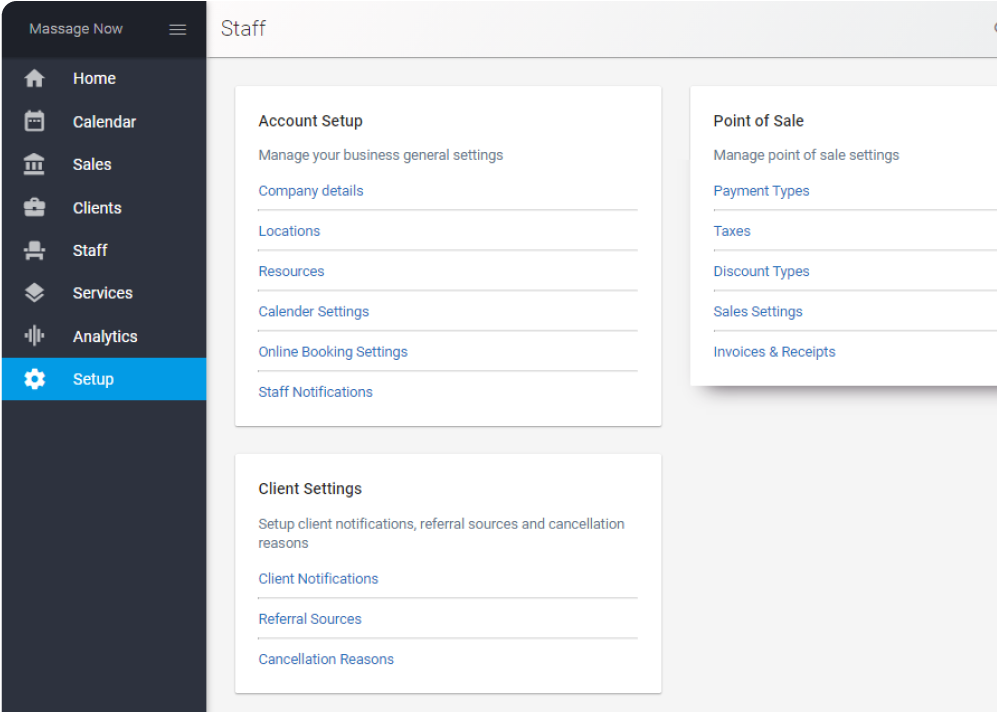 Massage Now
Staff
Home
Calendar
Sales
Clients
Staff
Services
Analytics
Setup
Account Setup
Manage your business general settings
Company details
Locations
Resources
Calender Settings
Online Booking Settings
Staff Notifications
Point of Sale
Manage point of sale settings
Payment Types
Taxes
Discount Types
Sales Settings
Invoices & Receipts
Client Settings
Setup client notifications, referral sources and cancellation
reasons
Client Notifications
Referral Sources
Cancellation Reasons